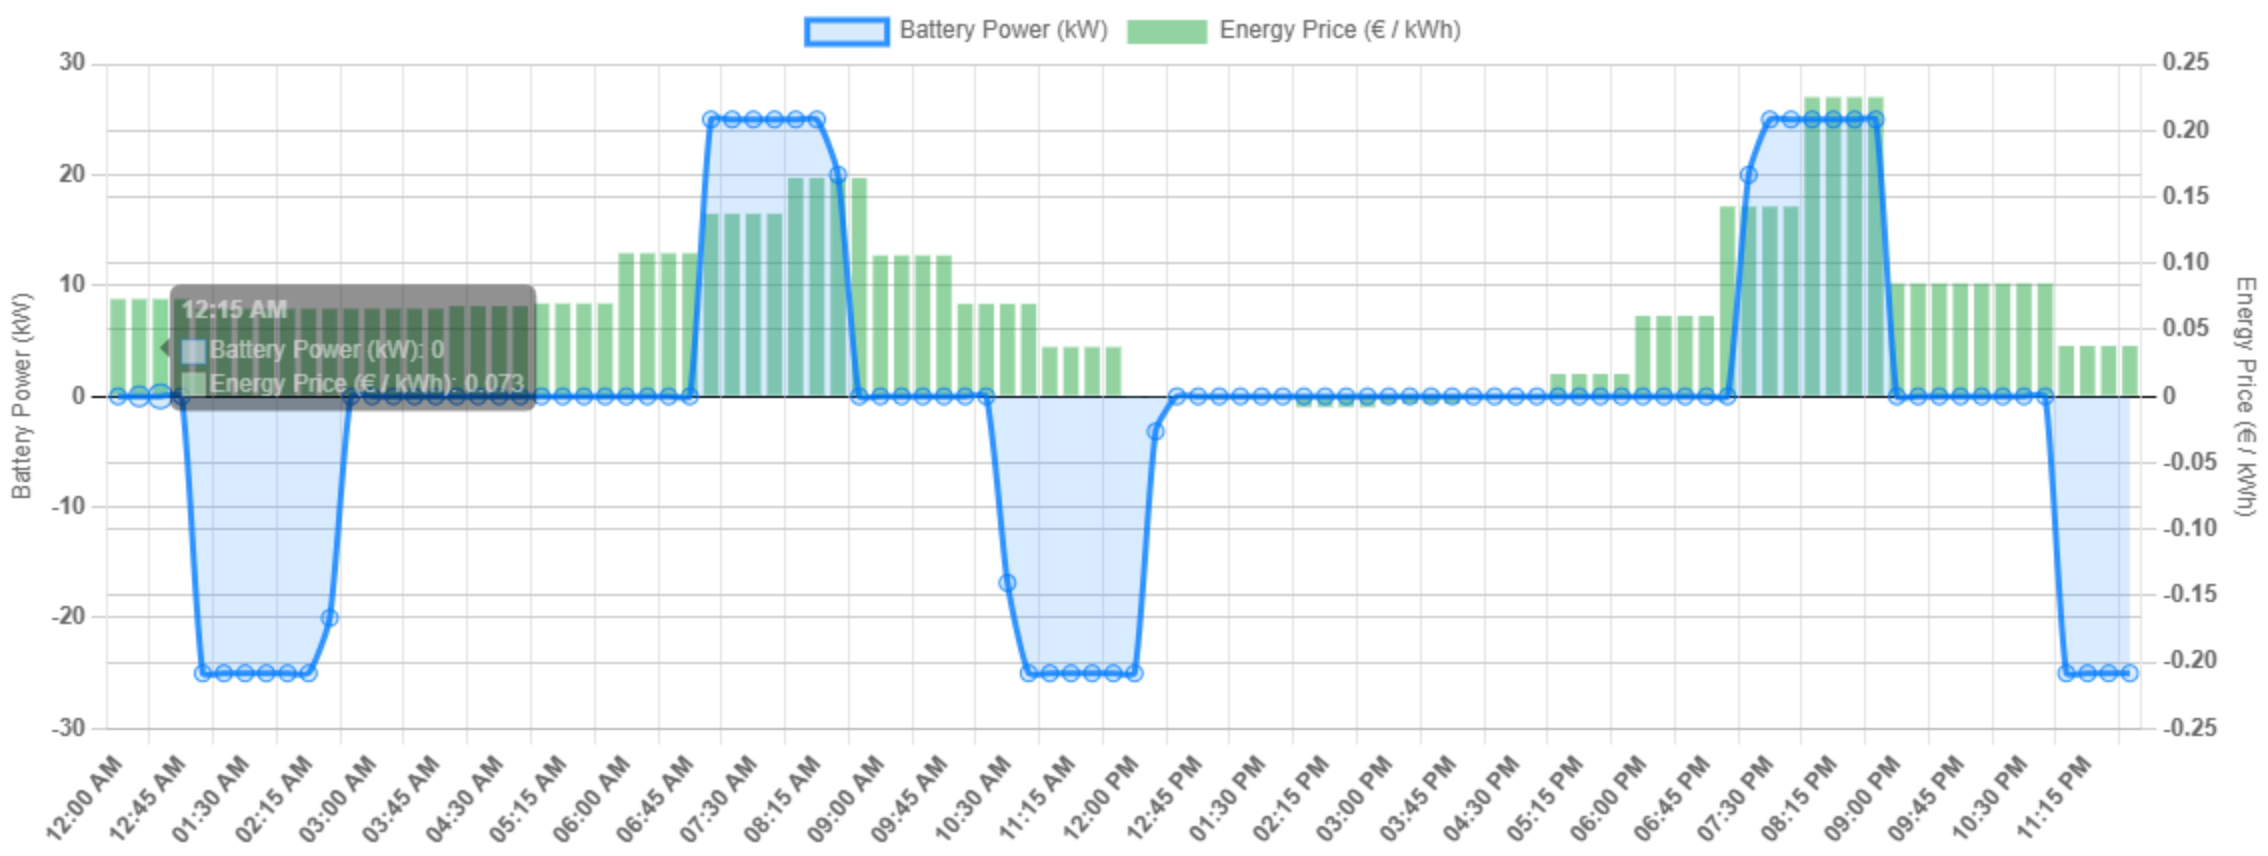 Battery Power (kW) Energy Price (€ / kWh)
30 0.25
0.20
20
0.15
10 0.10
0.05
0 0
-0.05
-10
-0.10
-0.15
-20
-0.20
-30 -0.25
Battery Power (kW)
Energy Price (€ / kWh)
12:15 AM
Battery Power (kW): 0
Energy Price (€ / kWh): 0.073
12:00 AM 12:45 AM 01:30 AM 02:15 AM 03:00 AM 03:45 AM 04:30 AM 05:15 AM 06:00 AM 06:45 AM 07:30 AM 08:15 AM 09:00 AM 09:45 AM 10:30 AM 11:15 AM 12:00 PM 12:45 PM 01:30 PM 02:15 PM 03:00 PM 03:45 PM 04:30 PM 05:15 PM 06:00 PM 06:45 PM 07:30 PM 08:15 PM 09:00 PM 09:45 PM 10:30 PM 11:15 PM